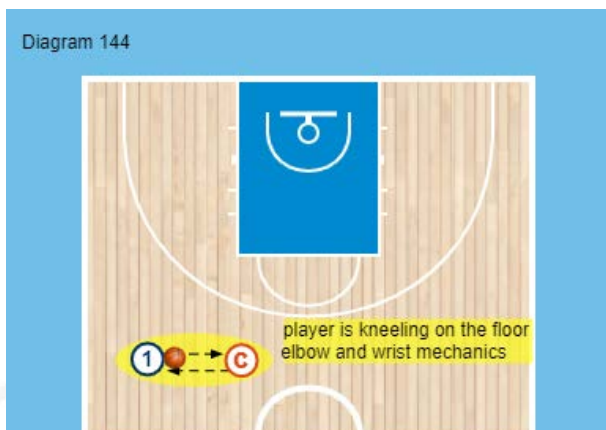 Diagram 144
player is kneeling on the floor
elbow and wrist mechanics
1 C